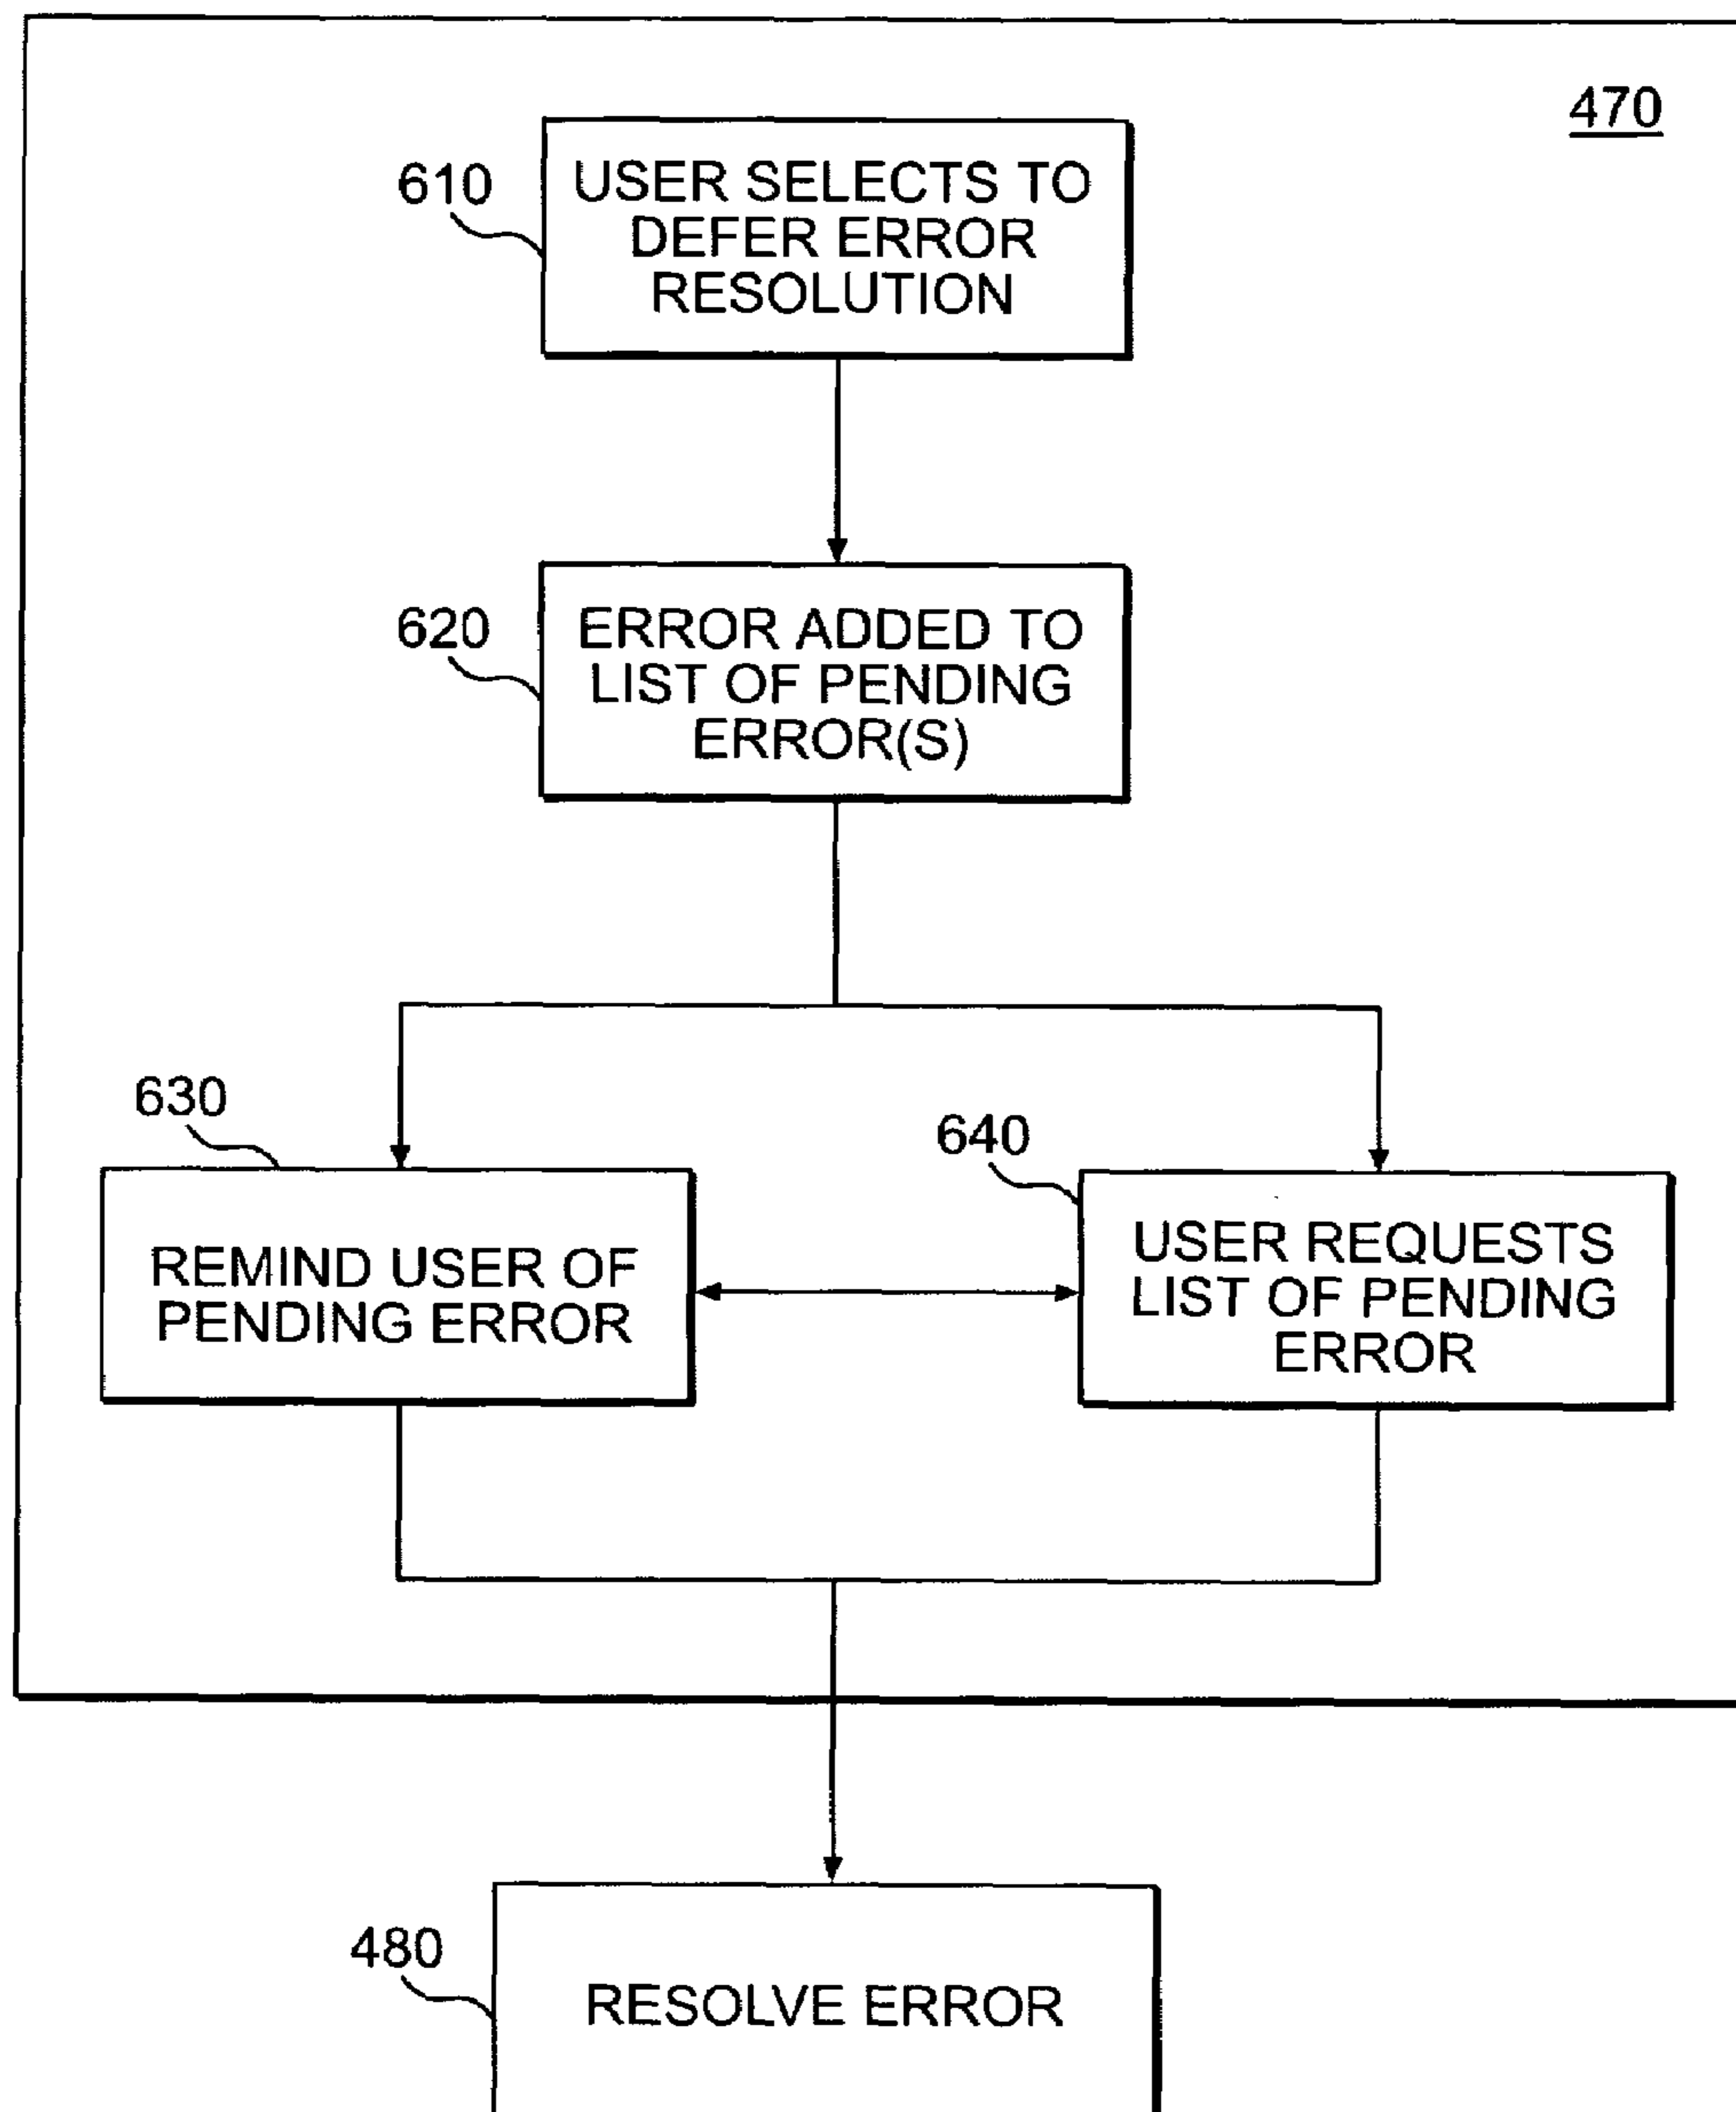 470
610
USER SELECTS TO
DEFER ERROR
RESOLUTION
620
ERROR ADDED TO
LIST OF PENDING
ERROR(S)
630
REMIND USER OF
PENDING ERROR
640
USER REQUESTS
LIST OF PENDING
ERROR
480
RESOLVE ERROR